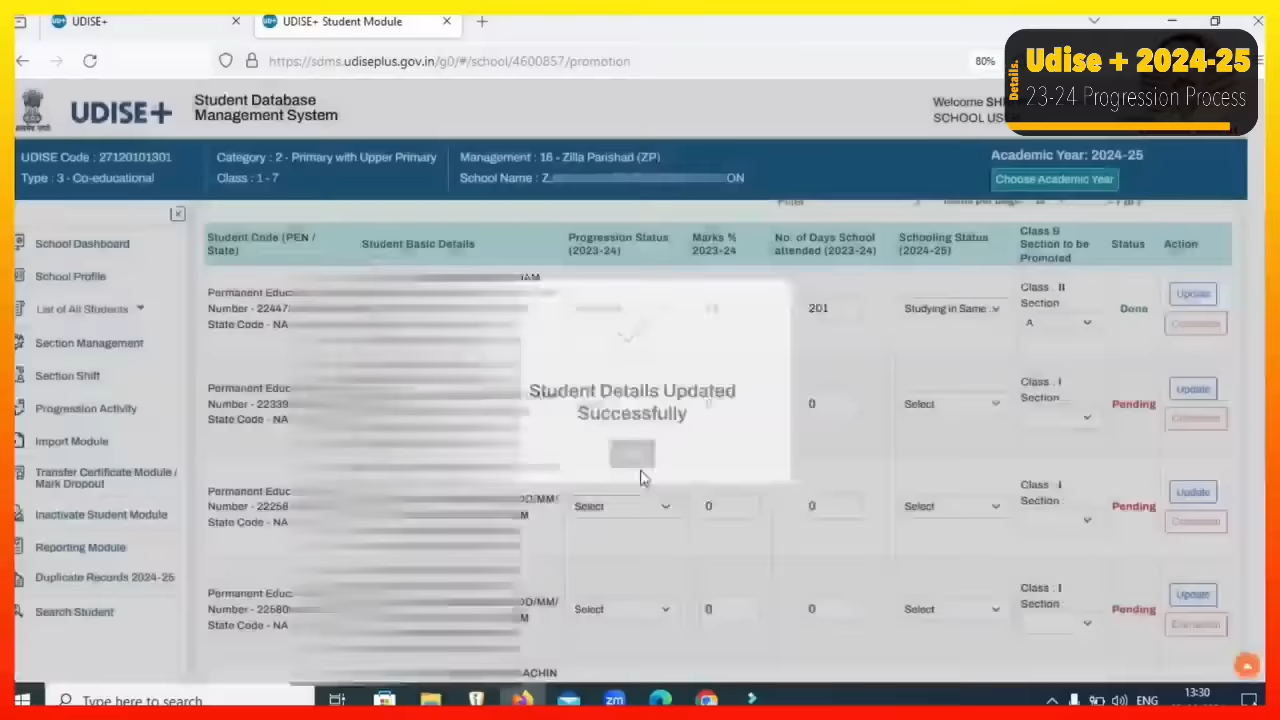 UDISE+
UDISE+ Student Module
https://sdms.udiseplus.gov.in/g0/#/school/4600857/promotion
80%
Details.
Udise + 2024-25
23-24 Progression Process
UDISE+
Student Database
Management System
Welcome SH
SCHOOL USE
UDISE Code : 27120101301
Type : 3 - Co-educational
Category : 2 - Primary with Upper Primary
Class : 1 - 7
Management : 16 - Zilla Parishad (ZP)
School Name : Z ON
Academic Year: 2024-25
Choose Academic Year
School Dashboard
School Profile
List of All Students
Section Management
Section Shift
Progression Activity
Import Module
Transfer Certificate Module /
Mark Dropout
Inactivate Student Module
Reporting Module
Duplicate Records 2024-25
Search Student
Student Code (PEN /
State)
Student Basic Details
Progression Status
(2023-24)
Marks %
2023-24
No. of Days School
attended (2023-24)
Schooling Status
(2024-25)
Class &
Section to be
Promoted
Status
Action
Permanent Educ
Number - 22447
State Code - NA
201
Studying in Same
Class : II
Section
A
Done
Update
Permanent Educ
Number - 22339
State Code - NA
0
Select
Class : I
Section
Pending
Update
Student Details Updated
Successfully
Permanent Educ
Number - 22258
State Code - NA
DD/MM/
M
Select
0
0
Select
Class : I
Section
Pending
Update
Permanent Educ
Number - 22580
State Code - NA
DD/MM/
M
Select
0
0
Select
Class : I
Section
Pending
Update
ACHIN
Type here to search
zm
ENG
13:30